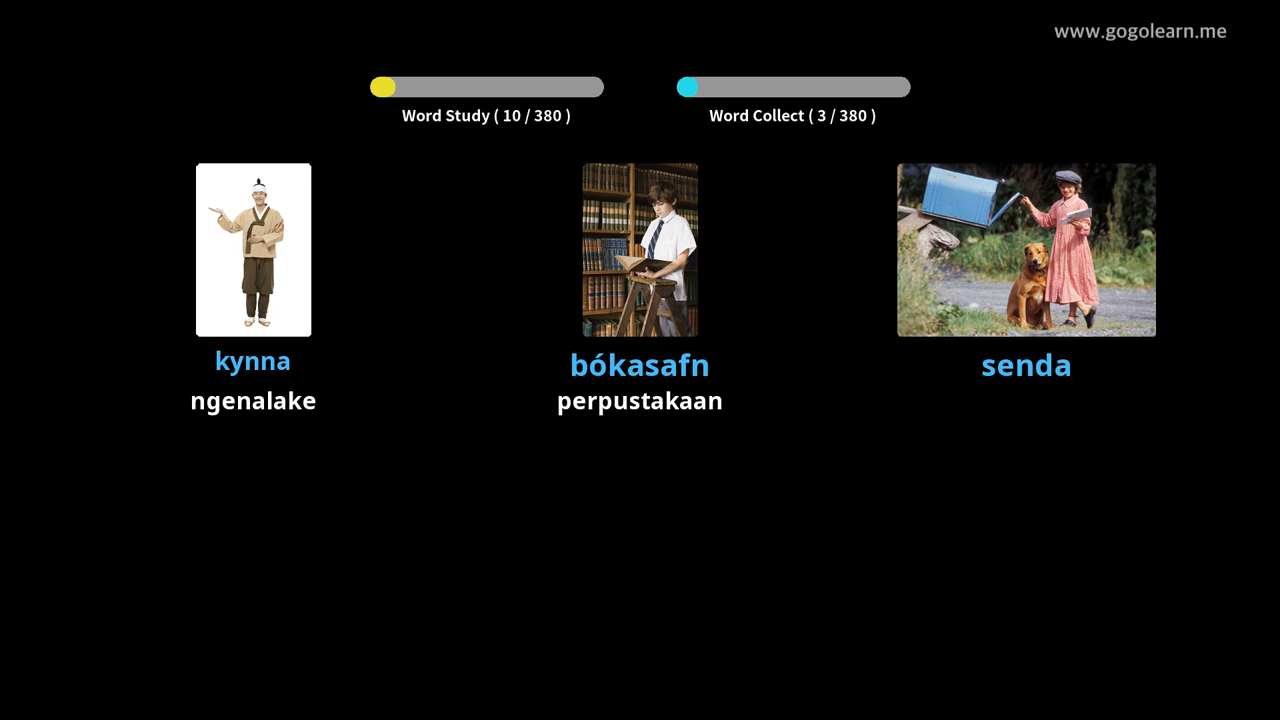 www.gogolearn.me
Word Study ( 10 / 380 )
Word Collect ( 3 / 380 )
kynna
bókasafn
senda
ngenalake
perpustakaan